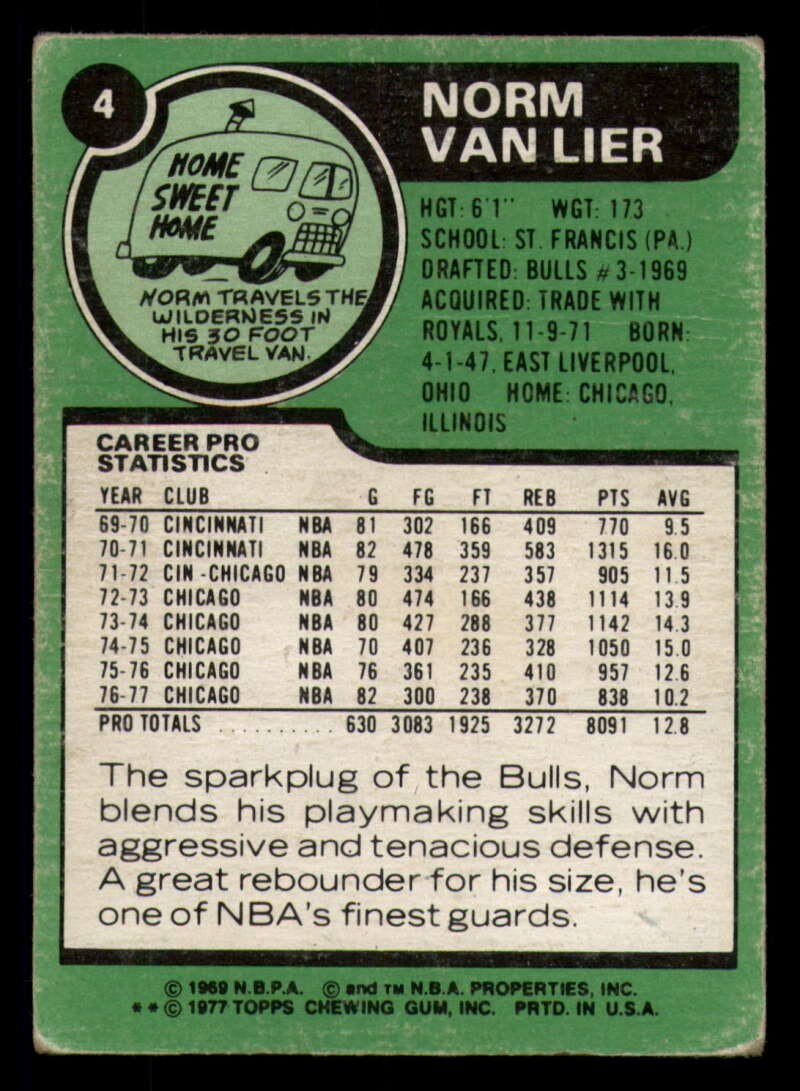 4
HOME
SWEET
HOME
NORM TRAVELS THE
WILDERNESS IN
HIS 30 FOOT
TRAVEL VAN.
NORM
VAN LIER
HGT: 6'1" WGT: 173
SCHOOL: ST. FRANCIS (PA.)
DRAFTED: BULLS #3-1969
ACQUIRED: TRADE WITH
ROYALS, 11-9-71 BORN:
4-1-47, EAST LIVERPOOL,
OHIO HOME: CHICAGO,
ILLINOIS
CAREER PRO
STATISTICS
YEAR CLUB G FG FT REB PTS AVG
69-70 CINCINNATI NBA 81 302 166 409 770 9.5
70-71 CINCINNATI NBA 82 478 359 583 1315 16.0
71-72 CIN-CHICAGO NBA 79 334 237 357 905 11.5
72-73 CHICAGO NBA 80 474 166 438 1114 13.9
73-74 CHICAGO NBA 80 427 288 377 1142 14.3
74-75 CHICAGO NBA 70 407 236 328 1050 15.0
75-76 CHICAGO NBA 76 361 235 410 957 12.6
76-77 CHICAGO NBA 82 300 238 370 838 10.2
PRO TOTALS .......... 630 3083 1925 3272 8091 12.8
The sparkplug of the Bulls, Norm
blends his playmaking skills with
aggressive and tenacious defense.
A great rebounder for his size, he's
one of NBA's finest guards.
© 1969 N.B.P.A. © and TM N.B.A. PROPERTIES, INC.
**© 1977 TOPPS CHEWING GUM, INC. PRTD. IN U.S.A.